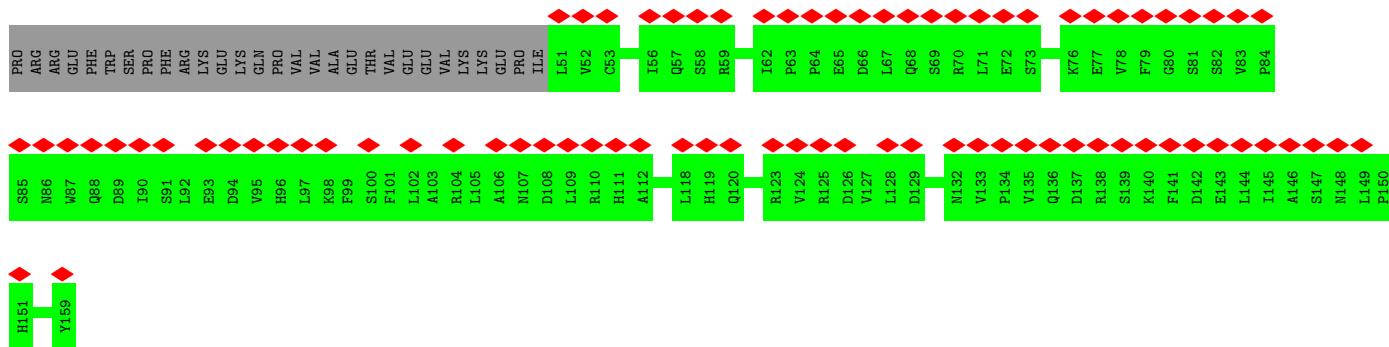 PRO ARG ARG GLU PHE TRP SER PRO PHE ARG LYS GLU LYS GLN PRO VAL VAL ALA GLU THR VAL GLU GLU VAL LYS LYS GLU PRO ILE L51 V52 C53 I56 Q57 S58 R59 I62 P63 P64 E65 D66 L67 Q68 S69 R70 L71 E72 S73 K76 E77 V78 F79 G80 S81 S82 V83 P84
S85 N86 W87 Q88 D89 I90 S91 L92 E93 D94 V95 H96 L97 K98 F99 S100 F101 L102 A103 R104 L105 A106 N107 D108 L109 R110 H111 A112 L118 H119 Q120 R123 V124 R125 D126 V127 L128 D129 N132 V133 P134 V135 Q136 D137 R138 S139 K140 F141 D142 E143 L144 I145 A146 S147 N148 L149 P150
H151 Y159